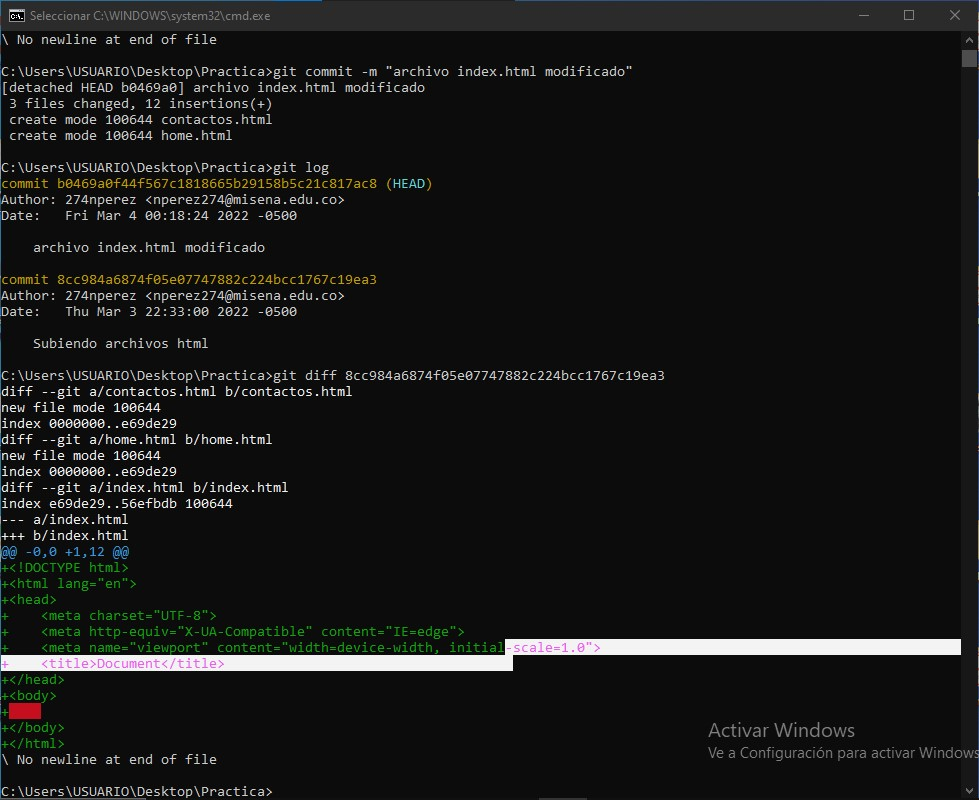 Seleccionar C:\WINDOWS\system32\cmd.exe
\ No newline at end of file
C:\Users\USUARIO\Desktop\Practica>git commit -m "archivo index.html modificado"
[detached HEAD b0469a0] archivo index.html modificado
 3 files changed, 12 insertions(+)
 create mode 100644 contactos.html
 create mode 100644 home.html
C:\Users\USUARIO\Desktop\Practica>git log
commit b0469a0f44f567c1818665b29158b5c21c817ac8 (HEAD)
Author: 274nperez <nperez274@misena.edu.co>
Date:   Fri Mar 4 00:18:24 2022 -0500
    archivo index.html modificado
commit 8cc984a6874f05e07747882c224bcc1767c19ea3
Author: 274nperez <nperez274@misena.edu.co>
Date:   Thu Mar 3 22:33:00 2022 -0500
    Subiendo archivos html
C:\Users\USUARIO\Desktop\Practica>git diff 8cc984a6874f05e07747882c224bcc1767c19ea3
diff --git a/contactos.html b/contactos.html
new file mode 100644
index 0000000..e69de29
diff --git a/home.html b/home.html
new file mode 100644
index 0000000..e69de29
diff --git a/index.html b/index.html
index e69de29..56efbdb 100644
--- a/index.html
+++ b/index.html
@@ -0,0 +1,12 @@
+<!DOCTYPE html>
+<html lang="en">
+<head>
+    <meta charset="UTF-8">
+    <meta http-equiv="X-UA-Compatible" content="IE=edge">
+    <meta name="viewport" content="width=device-width, initial-scale=1.0">
+    <title>Document</title>
+</head>
+<body>
+
+</body>
+</html>
\ No newline at end of file
C:\Users\USUARIO\Desktop\Practica>
Activar Windows
Ve a Configuración para activar Windows